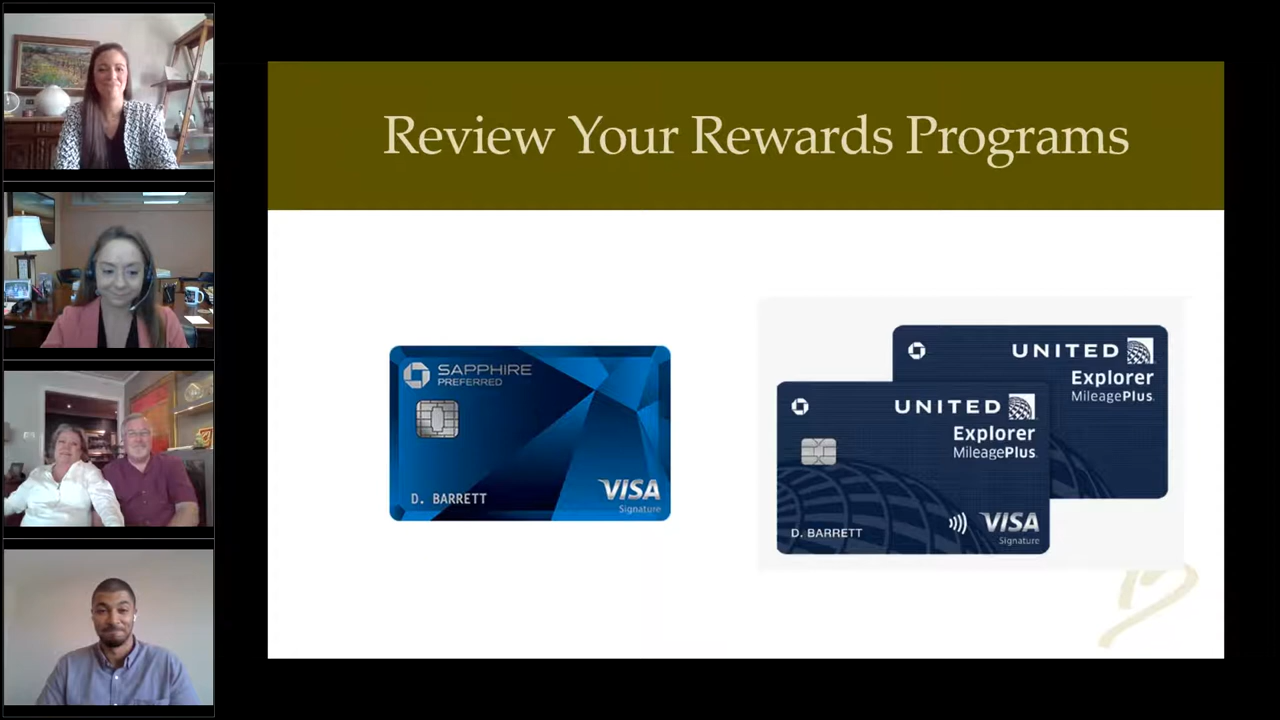 Review Your Rewards Programs
SAPPHIRE
PREFERRED
D. BARRETT
VISA
Signature
UNITED
Explorer
MileagePlus.
UNITED
Explorer
MileagePlus.
D. BARRETT
VISA
Signature